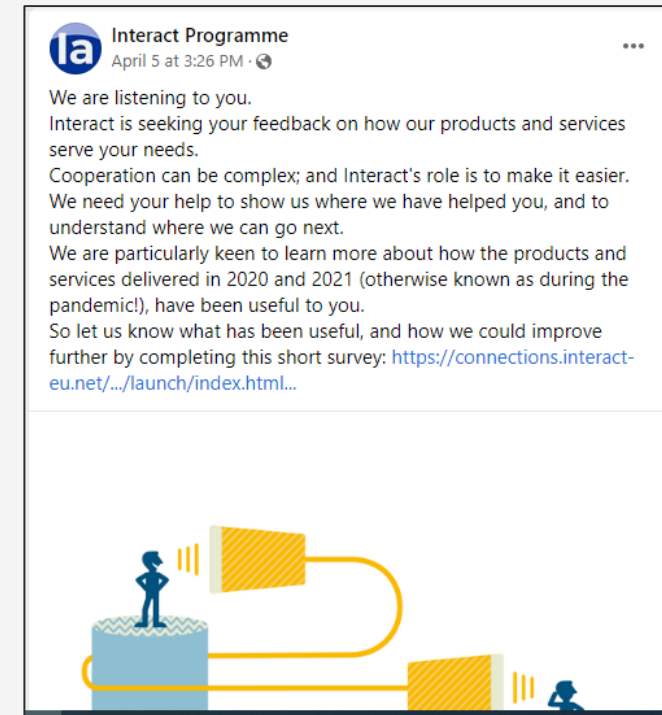 Ia
Interact Programme
April 5 at 3:26 PM ·
We are listening to you.
Interact is seeking your feedback on how our products and services
serve your needs.
Cooperation can be complex; and Interact's role is to make it easier.
We need your help to show us where we have helped you, and to
understand where we can go next.
We are particularly keen to learn more about how the products and
services delivered in 2020 and 2021 (otherwise known as during the
pandemic!), have been useful to you.
So let us know what has been useful, and how we could improve
further by completing this short survey: https://connections.interact-
eu.net/.../launch/index.html...